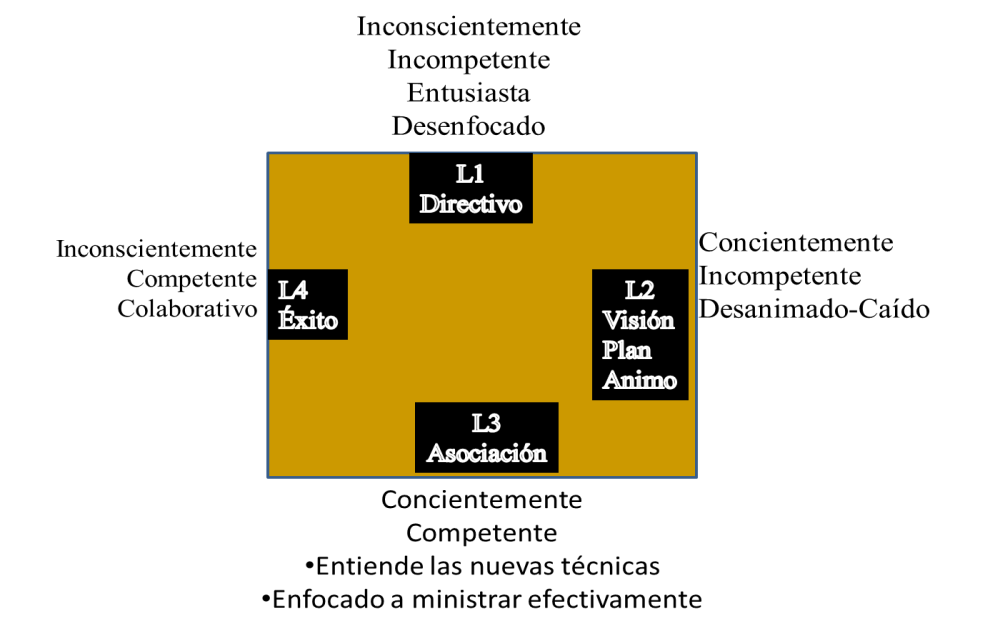 Inconscientemente
Incompetente
Entusiasta
Desenfocado
L1
Directivo
Inconscientemente
Competente
Colaborativo
L4
Éxito
L2
Visión
Plan
Animo
Concientemente
Incompetente
Desanimado-Caído
L3
Asociación
Concientemente
Competente
•Entiende las nuevas técnicas
•Enfocado a ministrar efectivamente